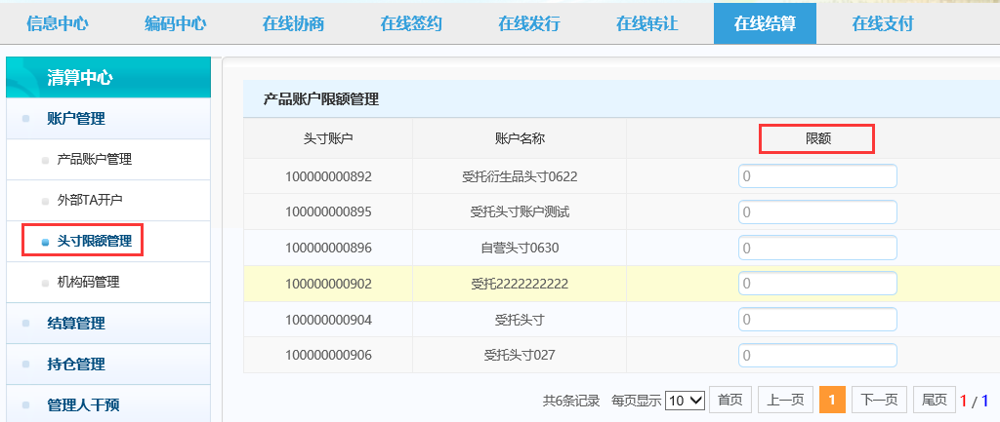 信息中心 编码中心 在线协商 在线签约 在线发行 在线转让 在线结算 在线支付
清算中心
账户管理
产品账户管理
外部TA开户
头寸限额管理
机构码管理
结算管理
持仓管理
管理人干预
产品账户限额管理
头寸账户 账户名称 限额
100000000892 受托衍生品头寸0622 0
100000000895 受托头寸账户测试 0
100000000896 自营头寸0630 0
100000000902 受托2222222222 0
100000000904 受托头寸 0
100000000906 受托头寸027 0
共6条记录 每页显示 10 首页 上一页 1 下一页 尾页 1 / 1